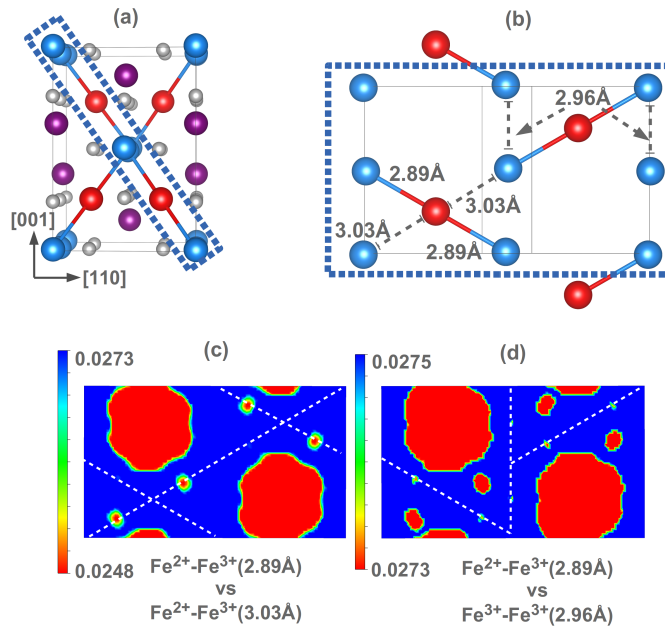 (a)
[001]
[110]
(b)
2.96Å
2.89Å
3.03Å
3.03Å
2.89Å
(c)
0.0273
0.0248
Fe²⁺-Fe³⁺(2.89Å)
vs
Fe²⁺-Fe³⁺(3.03Å)
(d)
0.0275
0.0273
Fe²⁺-Fe³⁺(2.89Å)
vs
Fe³⁺-Fe³⁺(2.96Å)